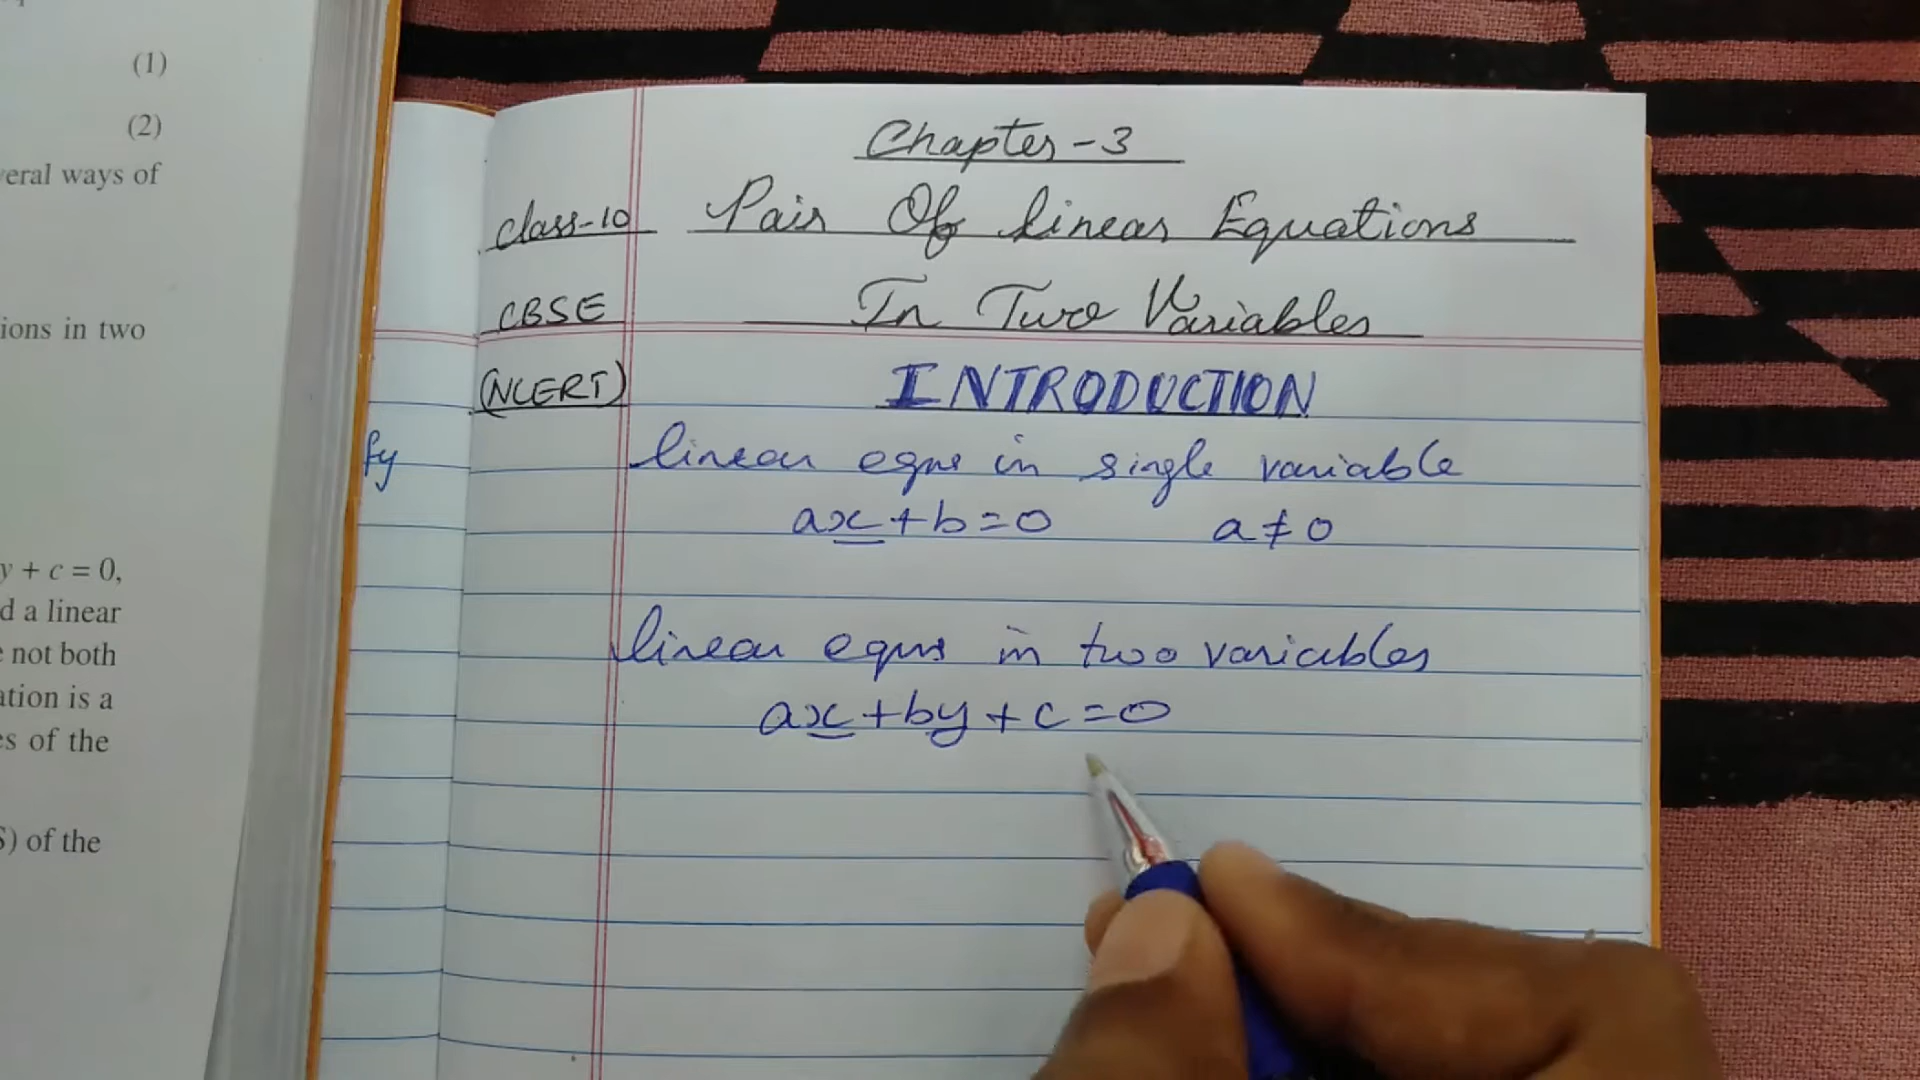 (1)
(2)
veral ways of
ions in two
y + c = 0,
d a linear
not both
ation is a
es of the
S) of the
fy
Chapter-3
class-10 Pair Of linear Equations
CBSE In Two Variables
(NCERT) INTRODUCTION
linear eqns in single variable
ax+b=0 a≠0
linear eqns in two variables
ax+by+c=0